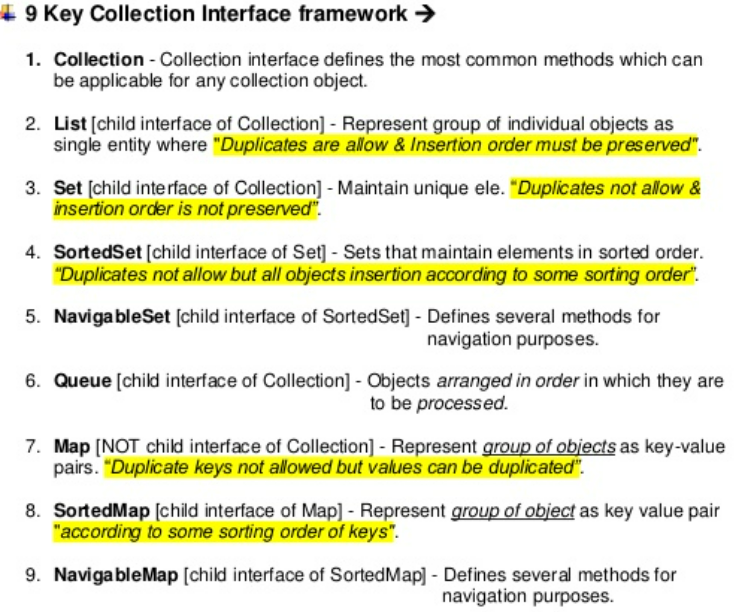 9 Key Collection Interface framework →
1. Collection - Collection interface defines the most common methods which can
be applicable for any collection object.
2. List [child interface of Collection] - Represent group of individual objects as
single entity where "Duplicates are allow & Insertion order must be preserved".
3. Set [child interface of Collection] - Maintain unique ele. "Duplicates not allow &
insertion order is not preserved".
4. SortedSet [child interface of Set] - Sets that maintain elements in sorted order.
"Duplicates not allow but all objects insertion according to some sorting order".
5. NavigableSet [child interface of SortedSet] - Defines several methods for
navigation purposes.
6. Queue [child interface of Collection] - Objects arranged in order in which they are
to be processed.
7. Map [NOT child interface of Collection] - Represent group of objects as key-value
pairs. "Duplicate keys not allowed but values can be duplicated".
8. SortedMap [child interface of Map] - Represent group of object as key value pair
"according to some sorting order of keys".
9. NavigableMap [child interface of SortedMap] - Defines several methods for
navigation purposes.